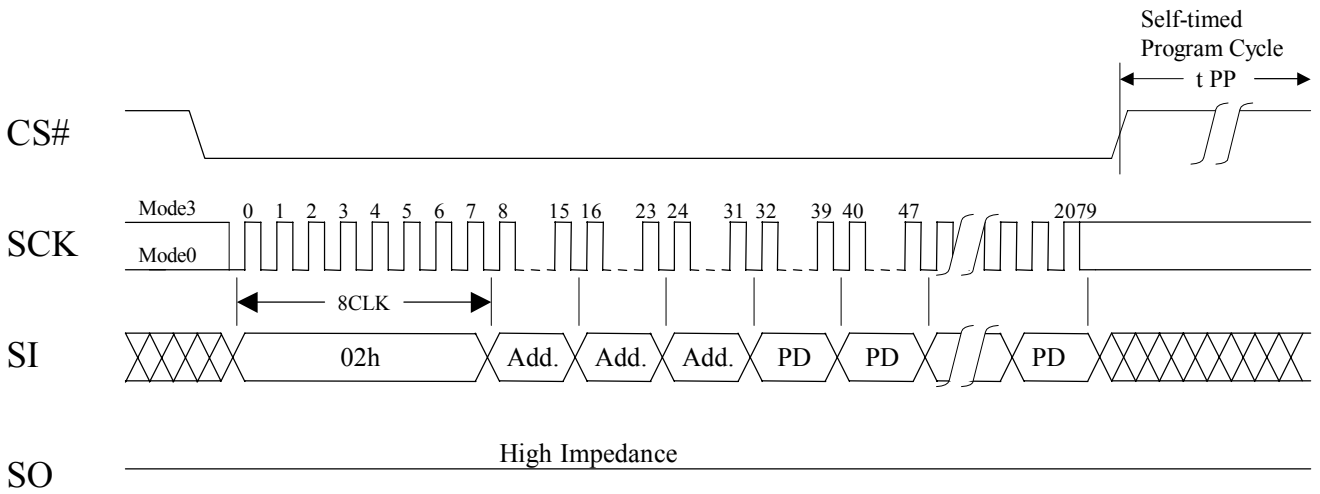 Self-timed
Program Cycle
t PP
CS#
Mode3
0 1 2 3 4 5 6 7 8 15 16 23 24 31 32 39 40 47 2079
SCK
Mode0
8CLK
SI
02h Add. Add. Add. PD PD PD
High Impedance
SO